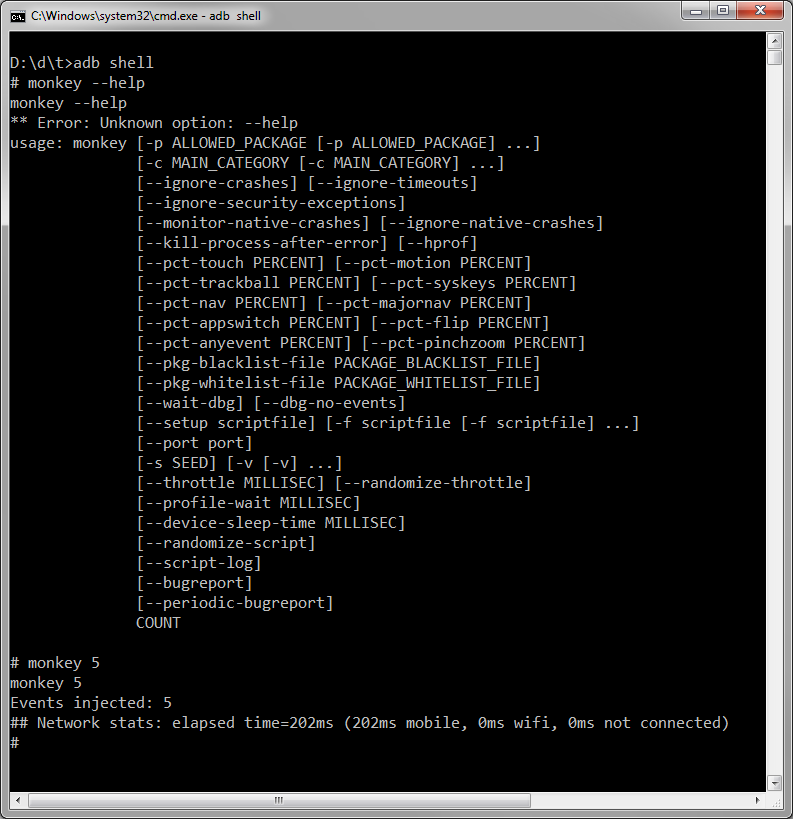 C:\Windows\system32\cmd.exe - adb  shell
D:\d\t>adb shell
# monkey --help
monkey --help
** Error: Unknown option: --help
usage: monkey [-p ALLOWED_PACKAGE [-p ALLOWED_PACKAGE] ...]
              [-c MAIN_CATEGORY [-c MAIN_CATEGORY] ...]
              [--ignore-crashes] [--ignore-timeouts]
              [--ignore-security-exceptions]
              [--monitor-native-crashes] [--ignore-native-crashes]
              [--kill-process-after-error] [--hprof]
              [--pct-touch PERCENT] [--pct-motion PERCENT]
              [--pct-trackball PERCENT] [--pct-syskeys PERCENT]
              [--pct-nav PERCENT] [--pct-majornav PERCENT]
              [--pct-appswitch PERCENT] [--pct-flip PERCENT]
              [--pct-anyevent PERCENT] [--pct-pinchzoom PERCENT]
              [--pkg-blacklist-file PACKAGE_BLACKLIST_FILE]
              [--pkg-whitelist-file PACKAGE_WHITELIST_FILE]
              [--wait-dbg] [--dbg-no-events]
              [--setup scriptfile] [-f scriptfile [-f scriptfile] ...]
              [--port port]
              [-s SEED] [-v [-v] ...]
              [--throttle MILLISEC] [--randomize-throttle]
              [--profile-wait MILLISEC]
              [--device-sleep-time MILLISEC]
              [--randomize-script]
              [--script-log]
              [--bugreport]
              [--periodic-bugreport]
              COUNT
# monkey 5
monkey 5
Events injected: 5
## Network stats: elapsed time=202ms (202ms mobile, 0ms wifi, 0ms not connected)
#